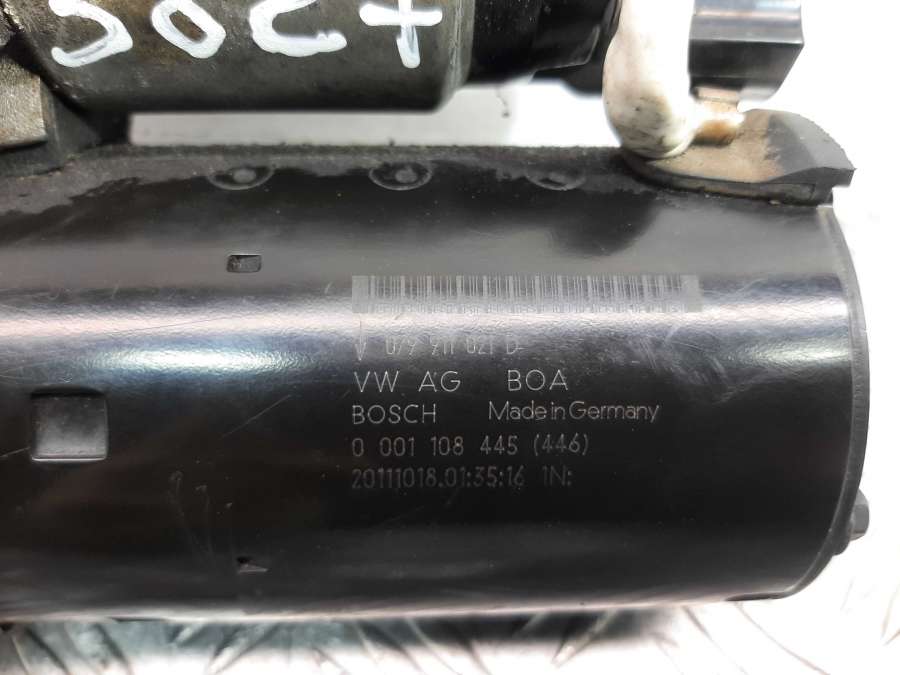 V 079 911 021 D
VW AG BOA
BOSCH Made in Germany
0 001 108 445 (446)
20111018.01:35:16 1N: